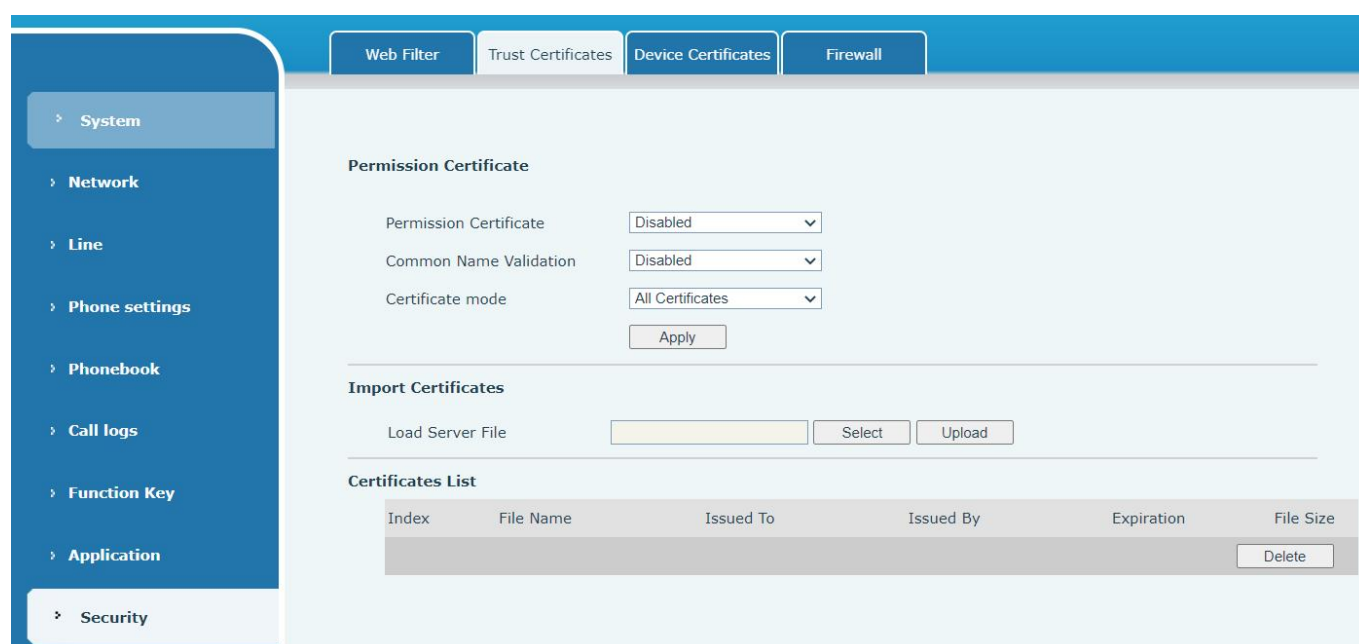 Web Filter
Trust Certificates
Device Certificates
Firewall
System
Network
Line
Phone settings
Phonebook
Call logs
Function Key
Application
Security
Permission Certificate
Permission Certificate Disabled
Common Name Validation Disabled
Certificate mode All Certificates
Apply
Import Certificates
Load Server File Select Upload
Certificates List
Index File Name Issued To Issued By Expiration File Size
Delete